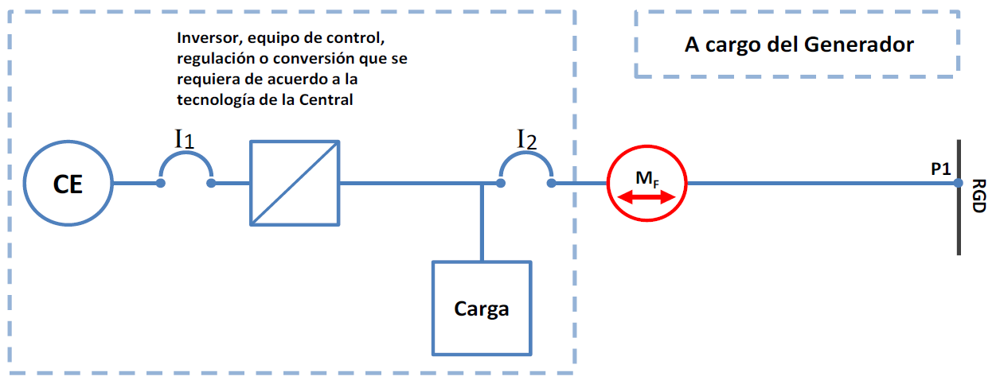 Inversor, equipo de control,
regulación o conversión que se
requiera de acuerdo a la
tecnología de la Central
A cargo del Generador
CE
I1
I2
MF
P1
RGD
Carga